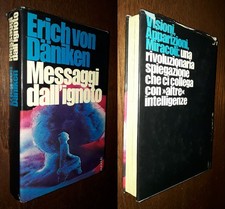 Erich von
Däniken
Messaggi
dall'ignoto
Visioni.
Apparizioni.
Miracoli: una
rivoluzionaria
spiegazione
che ci collega
con »altre«
intelligenze